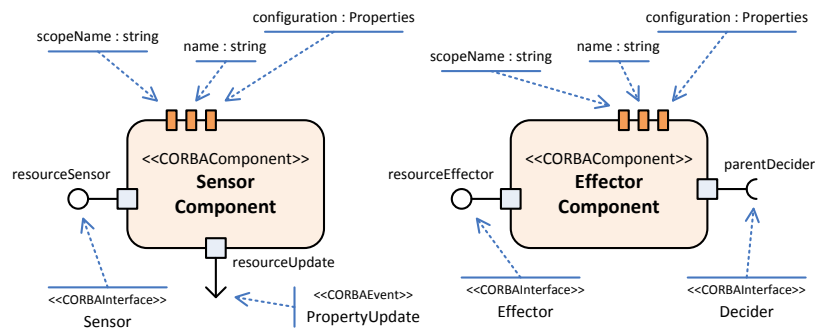 configuration : Properties
scopeName : string
name : string
<<CORBAComponent>>
Sensor
Component
resourceSensor
resourceUpdate
<<CORBAInterface>>
Sensor
<<CORBAEvent>>
PropertyUpdate
configuration : Properties
name : string
scopeName : string
<<CORBAComponent>>
Effector
Component
resourceEffector
parentDecider
<<CORBAInterface>>
Effector
<<CORBAInterface>>
Decider